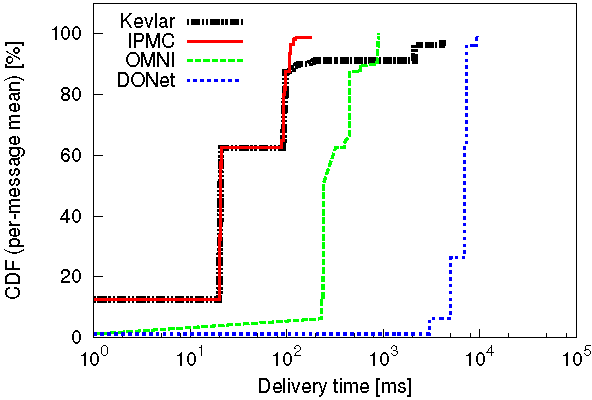 CDF (per-message mean) [%]
100
80
60
40
20
0
Kevlar
IPMC
OMNI
DONet
10^0 10^1 10^2 10^3 10^4 10^5
Delivery time [ms]